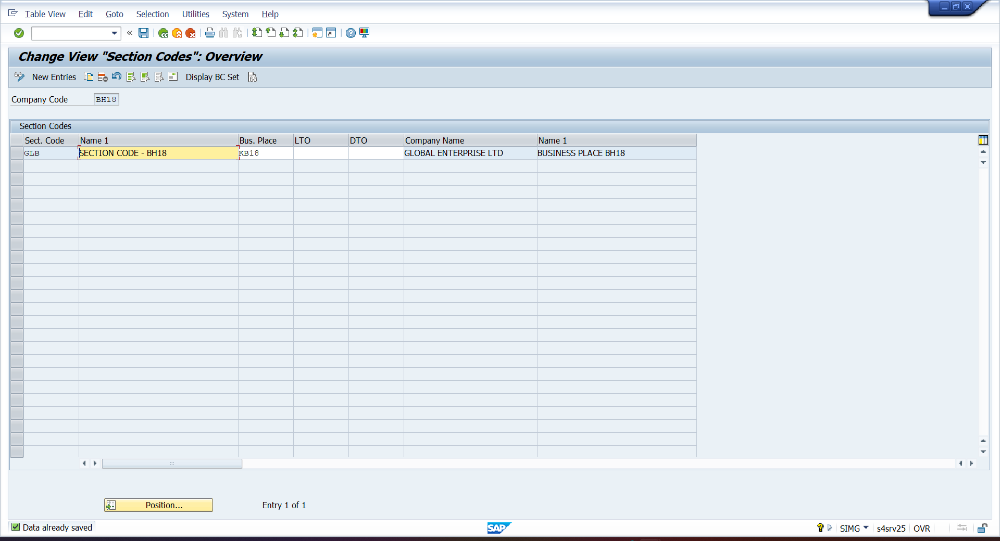 Table View Edit Goto Selection Utilities System Help
Change View "Section Codes": Overview
New Entries Display BC Set
Company Code BH18
Section Codes
Sect. Code Name 1 Bus. Place LTO DTO Company Name Name 1
GLB SECTION CODE - BH18 KB18 GLOBAL ENTERPRISE LTD BUSINESS PLACE BH18
Position... Entry 1 of 1
Data already saved SAP SIMG s4srv25 OVR